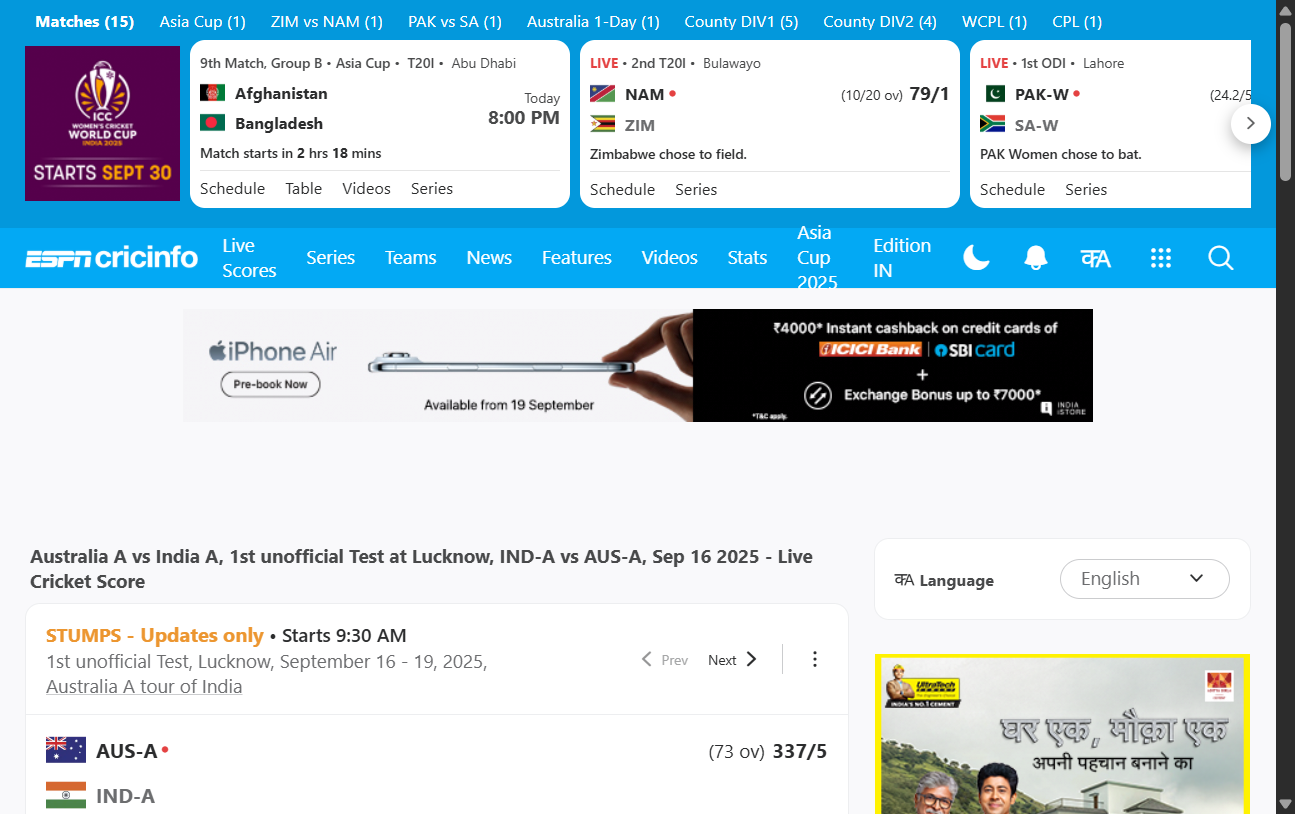 Matches (15) Asia Cup (1) ZIM vs NAM (1) PAK vs SA (1) Australia 1-Day (1) County DIV1 (5) County DIV2 (4) WCPL (1) CPL (1)
ICC
WOMEN'S CRICKET
WORLD CUP
INDIA 2025
STARTS SEPT 30
9th Match, Group B • Asia Cup • T20I • Abu Dhabi
Afghanistan
Bangladesh
Today
8:00 PM
Match starts in 2 hrs 18 mins
Schedule Table Videos Series
LIVE • 2nd T20I • Bulawayo
NAM • (10/20 ov) 79/1
ZIM
Zimbabwe chose to field.
Schedule Series
LIVE • 1st ODI • Lahore
PAK-W • (24.2/5
SA-W
PAK Women chose to bat.
Schedule Series
ESPN cricinfo
Live Scores
Series
Teams
News
Features
Videos
Stats
Asia Cup 2025
Edition IN
क A
iPhone Air
Pre-book Now
Available from 19 September
₹4000* Instant cashback on credit cards of
ICICI Bank | SBI card
+
Exchange Bonus up to ₹7000*
*T&C apply.
INDIA
iSTORE
Australia A vs India A, 1st unofficial Test at Lucknow, IND-A vs AUS-A, Sep 16 2025 - Live
Cricket Score
STUMPS - Updates only • Starts 9:30 AM
1st unofficial Test, Lucknow, September 16 - 19, 2025,
Australia A tour of India
Prev Next
AUS-A • (73 ov) 337/5
IND-A
कA Language
English
UltraTech
CEMENT
The Engineer's Choice
INDIA'S NO.1 CEMENT
ADITYA BIRLA
घर एक, मौक़ा एक
अपनी पहचान बनाने का